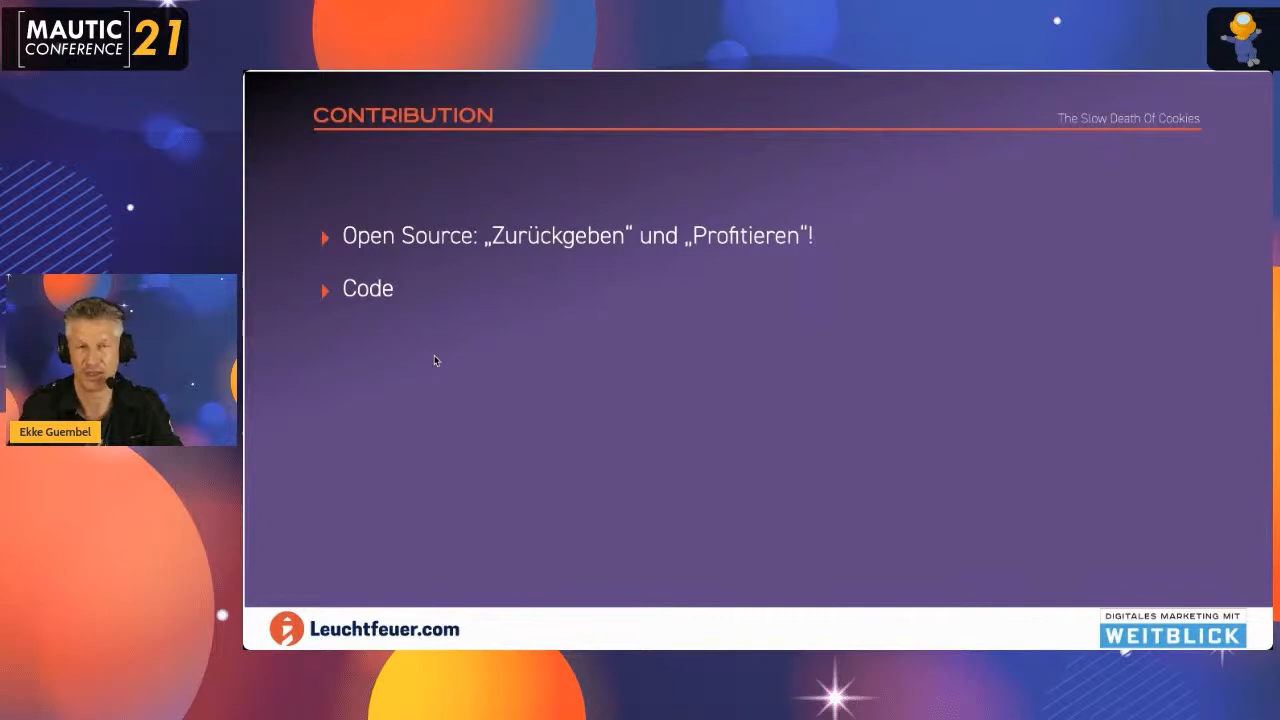 MAUTIC
CONFERENCE 21
CONTRIBUTION
The Slow Death Of Cookies
Open Source: „Zurückgeben“ und „Profitieren“!
Code
Ekke Guembel
Leuchtfeuer.com
DIGITALES MARKETING MIT
WEITBLICK